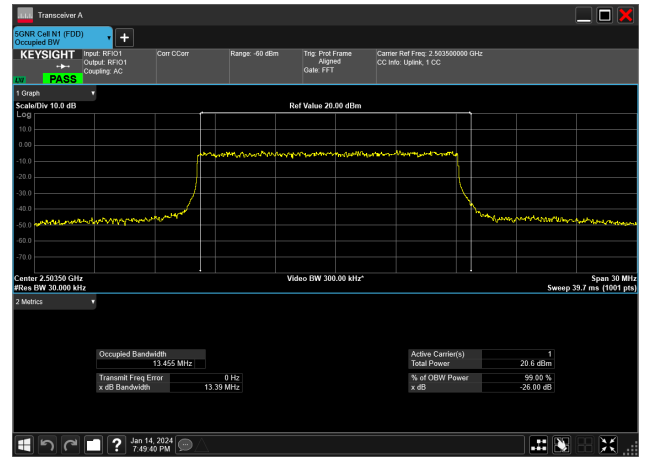 Transceiver A
5GNR Cell N1 (FDD)
Occupied BW
KEYSIGHT
LXI
PASS
Input: RFIO1
Output: RFIO1
Coupling: AC
Corr CCorr
Range: -60 dBm
Trig: Prot Frame
Aligned
Gate: FFT
Carrier Ref Freq: 2.503500000 GHz
CC Info: Uplink, 1 CC
1 Graph
Scale/Div 10.0 dB
Ref Value 20.00 dBm
Log
10.0
0.00
-10.0
-20.0
-30.0
-40.0
-50.0
-60.0
-70.0
Center 2.50350 GHz
Video BW 300.00 kHz*
Span 30 MHz
#Res BW 30.000 kHz
Sweep 39.7 ms (1001 pts)
2 Metrics
Occupied Bandwidth
13.455 MHz
Transmit Freq Error 0 Hz
x dB Bandwidth 13.39 MHz
Active Carrier(s) 1
Total Power 20.6 dBm
% of OBW Power 99.00 %
x dB -26.00 dB
Jan 14, 2024
7:49:40 PM